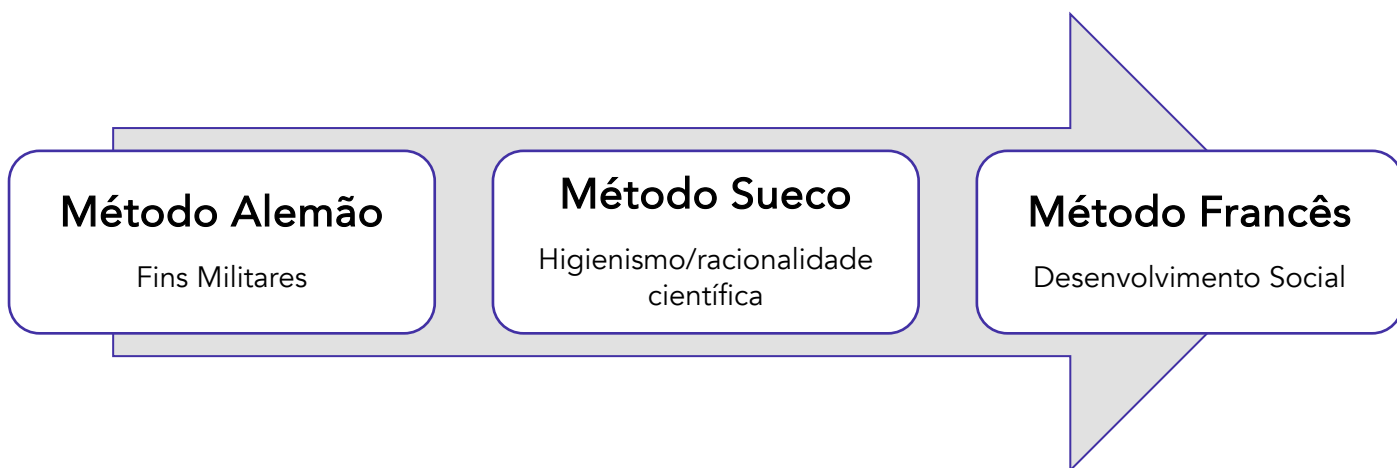 Método Alemão
Fins Militares
Método Sueco
Higienismo/racionalidade
científica
Método Francês
Desenvolvimento Social